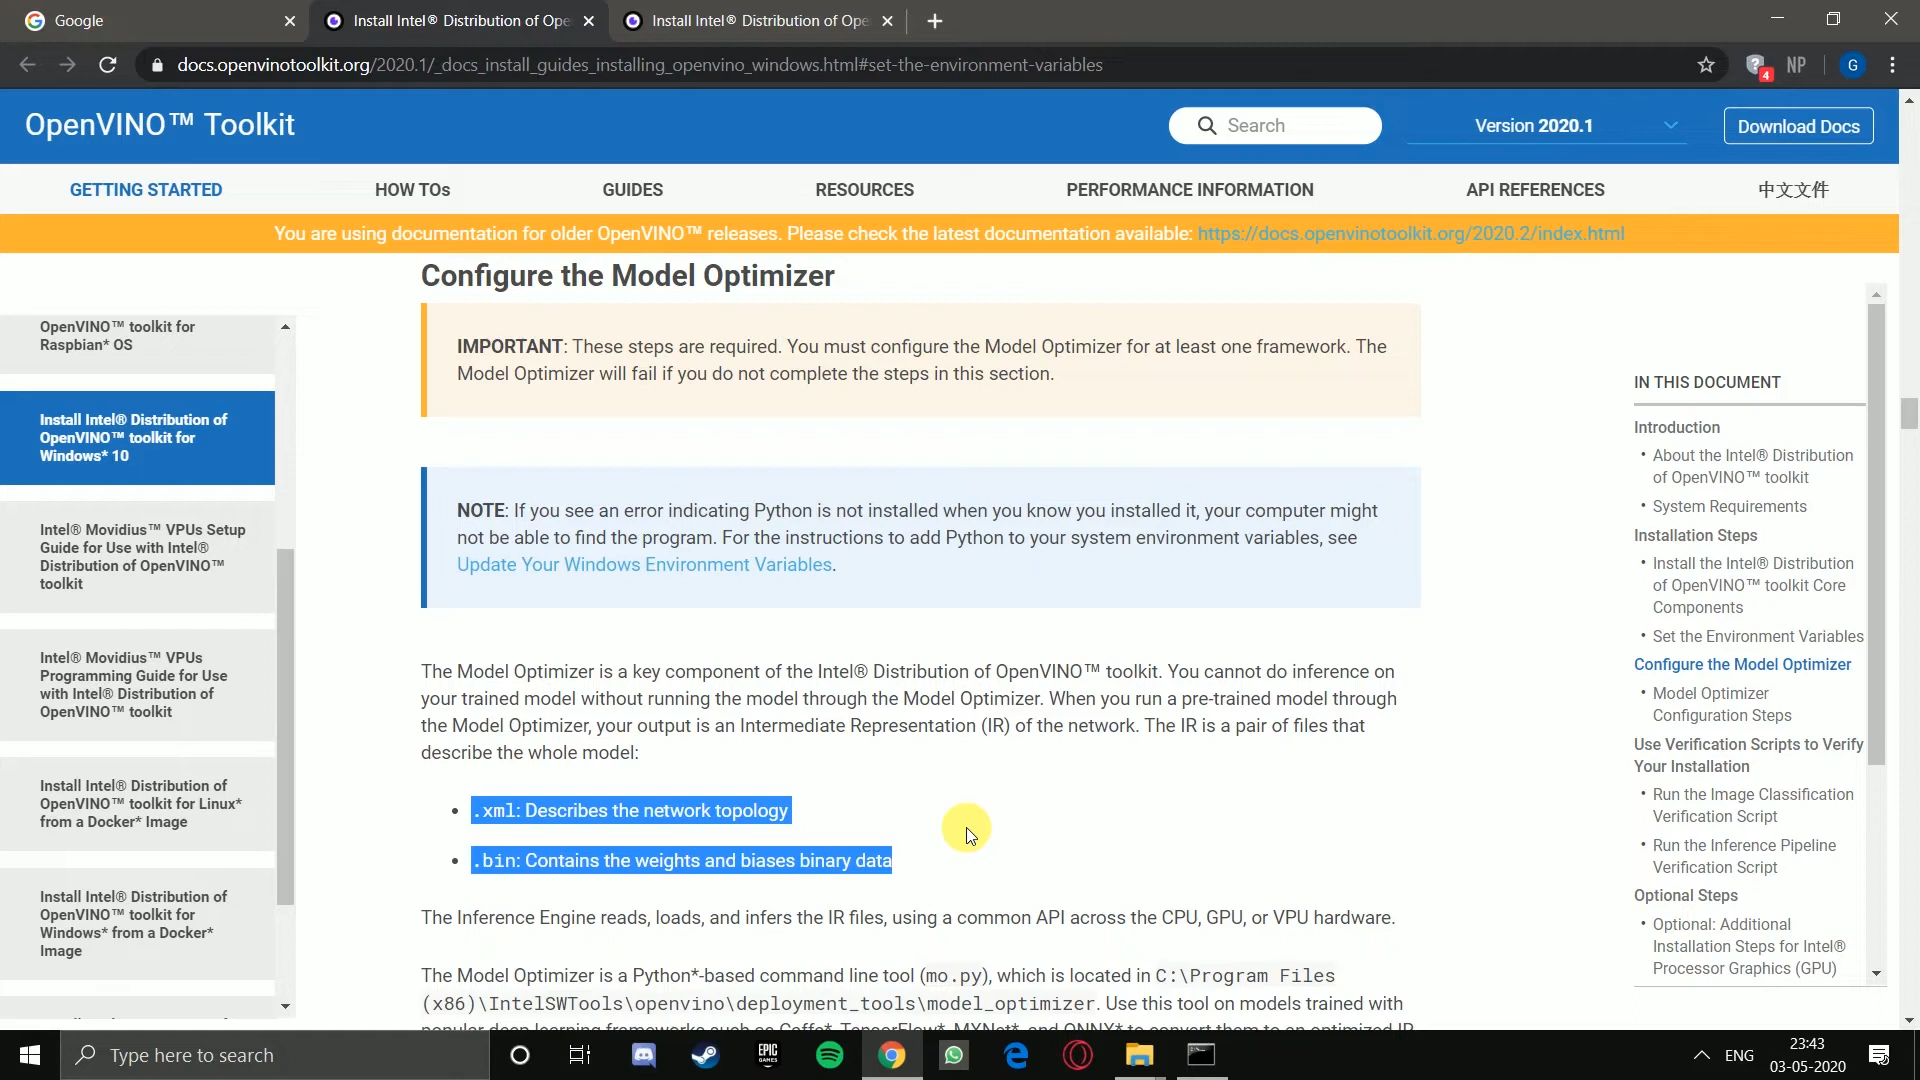 Google
Install Intel® Distribution of Ope
Install Intel® Distribution of Ope
docs.openvinotoolkit.org/2020.1/_docs_install_guides_installing_openvino_windows.html#set-the-environment-variables
4
NP
G
OpenVINO™ Toolkit
Search
Version 2020.1
Download Docs
GETTING STARTED
HOW TOs
GUIDES
RESOURCES
PERFORMANCE INFORMATION
API REFERENCES
中文文件
You are using documentation for older OpenVINO™ releases. Please check the latest documentation available: https://docs.openvinotoolkit.org/2020.2/index.html
OpenVINO™ toolkit for
Raspbian* OS
Install Intel® Distribution of
OpenVINO™ toolkit for
Windows* 10
Intel® Movidius™ VPUs Setup
Guide for Use with Intel®
Distribution of OpenVINO™
toolkit
Intel® Movidius™ VPUs
Programming Guide for Use
with Intel® Distribution of
OpenVINO™ toolkit
Install Intel® Distribution of
OpenVINO™ toolkit for Linux*
from a Docker* Image
Install Intel® Distribution of
OpenVINO™ toolkit for
Windows* from a Docker*
Image
Configure the Model Optimizer
IMPORTANT: These steps are required. You must configure the Model Optimizer for at least one framework. The
Model Optimizer will fail if you do not complete the steps in this section.
NOTE: If you see an error indicating Python is not installed when you know you installed it, your computer might
not be able to find the program. For the instructions to add Python to your system environment variables, see
Update Your Windows Environment Variables.
The Model Optimizer is a key component of the Intel® Distribution of OpenVINO™ toolkit. You cannot do inference on
your trained model without running the model through the Model Optimizer. When you run a pre-trained model through
the Model Optimizer, your output is an Intermediate Representation (IR) of the network. The IR is a pair of files that
describe the whole model:
• .xml: Describes the network topology
• .bin: Contains the weights and biases binary data
The Inference Engine reads, loads, and infers the IR files, using a common API across the CPU, GPU, or VPU hardware.
The Model Optimizer is a Python*-based command line tool (mo.py), which is located in C:\Program Files
(x86)\IntelSWTools\openvino\deployment_tools\model_optimizer. Use this tool on models trained with
popular deep learning frameworks such as Caffe*, TensorFlow*, MXNet*, and ONNX* to convert them to an optimized IR
IN THIS DOCUMENT
Introduction
• About the Intel® Distribution
of OpenVINO™ toolkit
• System Requirements
Installation Steps
• Install the Intel® Distribution
of OpenVINO™ toolkit Core
Components
• Set the Environment Variables
Configure the Model Optimizer
• Model Optimizer
Configuration Steps
Use Verification Scripts to Verify
Your Installation
• Run the Image Classification
Verification Script
• Run the Inference Pipeline
Verification Script
Optional Steps
• Optional: Additional
Installation Steps for Intel®
Processor Graphics (GPU)
Type here to search
EPIC
GAMES
ENG
23:43
03-05-2020